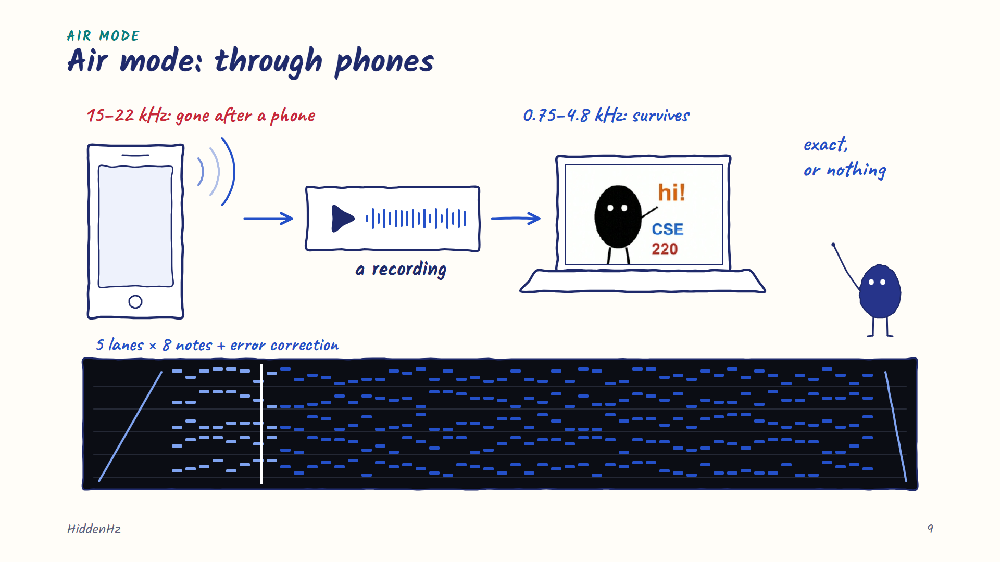 AIR MODE
Air mode: through phones
15–22 kHz: gone after a phone
0.75–4.8 kHz: survives
exact,
or nothing
hi!
CSE
220
a recording
5 lanes × 8 notes + error correction
HiddenHz
9